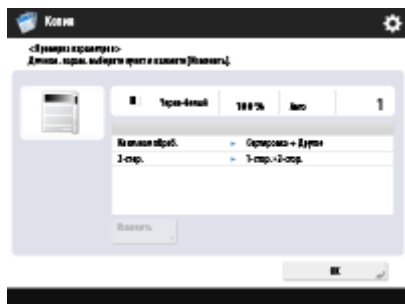 Копия
<Проверка параметров>
Для изм. парам. выберите пункт и нажмите [Изменить].
Черно-белый 100 % Авто 1
Конечная обраб. ► Сортировка + Другое
2-стор. ► 1-стор.►2-стор.
Изменить
OK